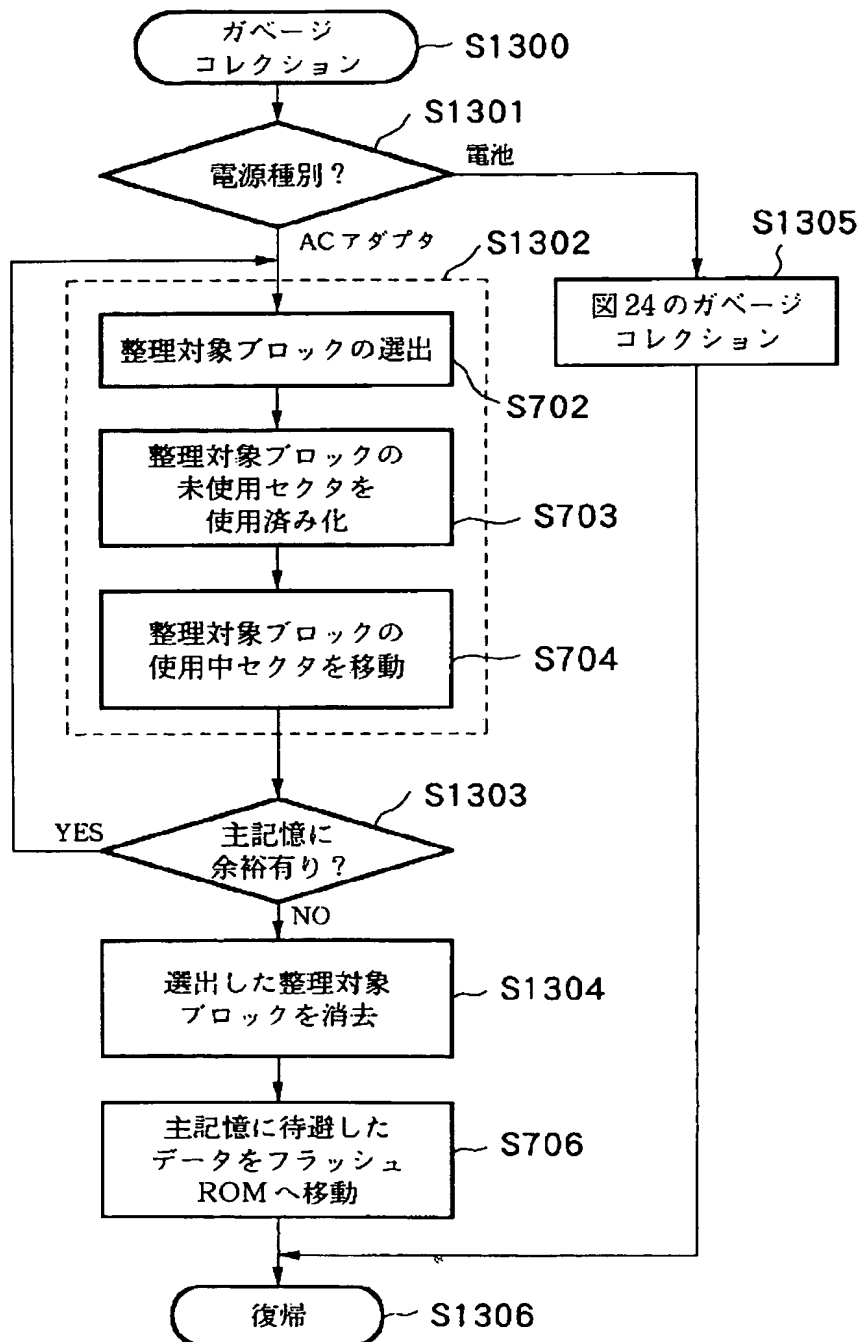 ガベージ
コレクション
S1300
S1301
電源種別？
電池
ACアダプタ
S1302
S1305
図24のガベージ
コレクション
整理対象ブロックの選出
S702
整理対象ブロックの
未使用セクタを
使用済み化
S703
整理対象ブロックの
使用中セクタを移動
S704
S1303
YES
主記憶に
余裕有り？
NO
選出した整理対象
ブロックを消去
S1304
主記憶に待避した
データをフラッシュ
ROMへ移動
S706
復帰
S1306